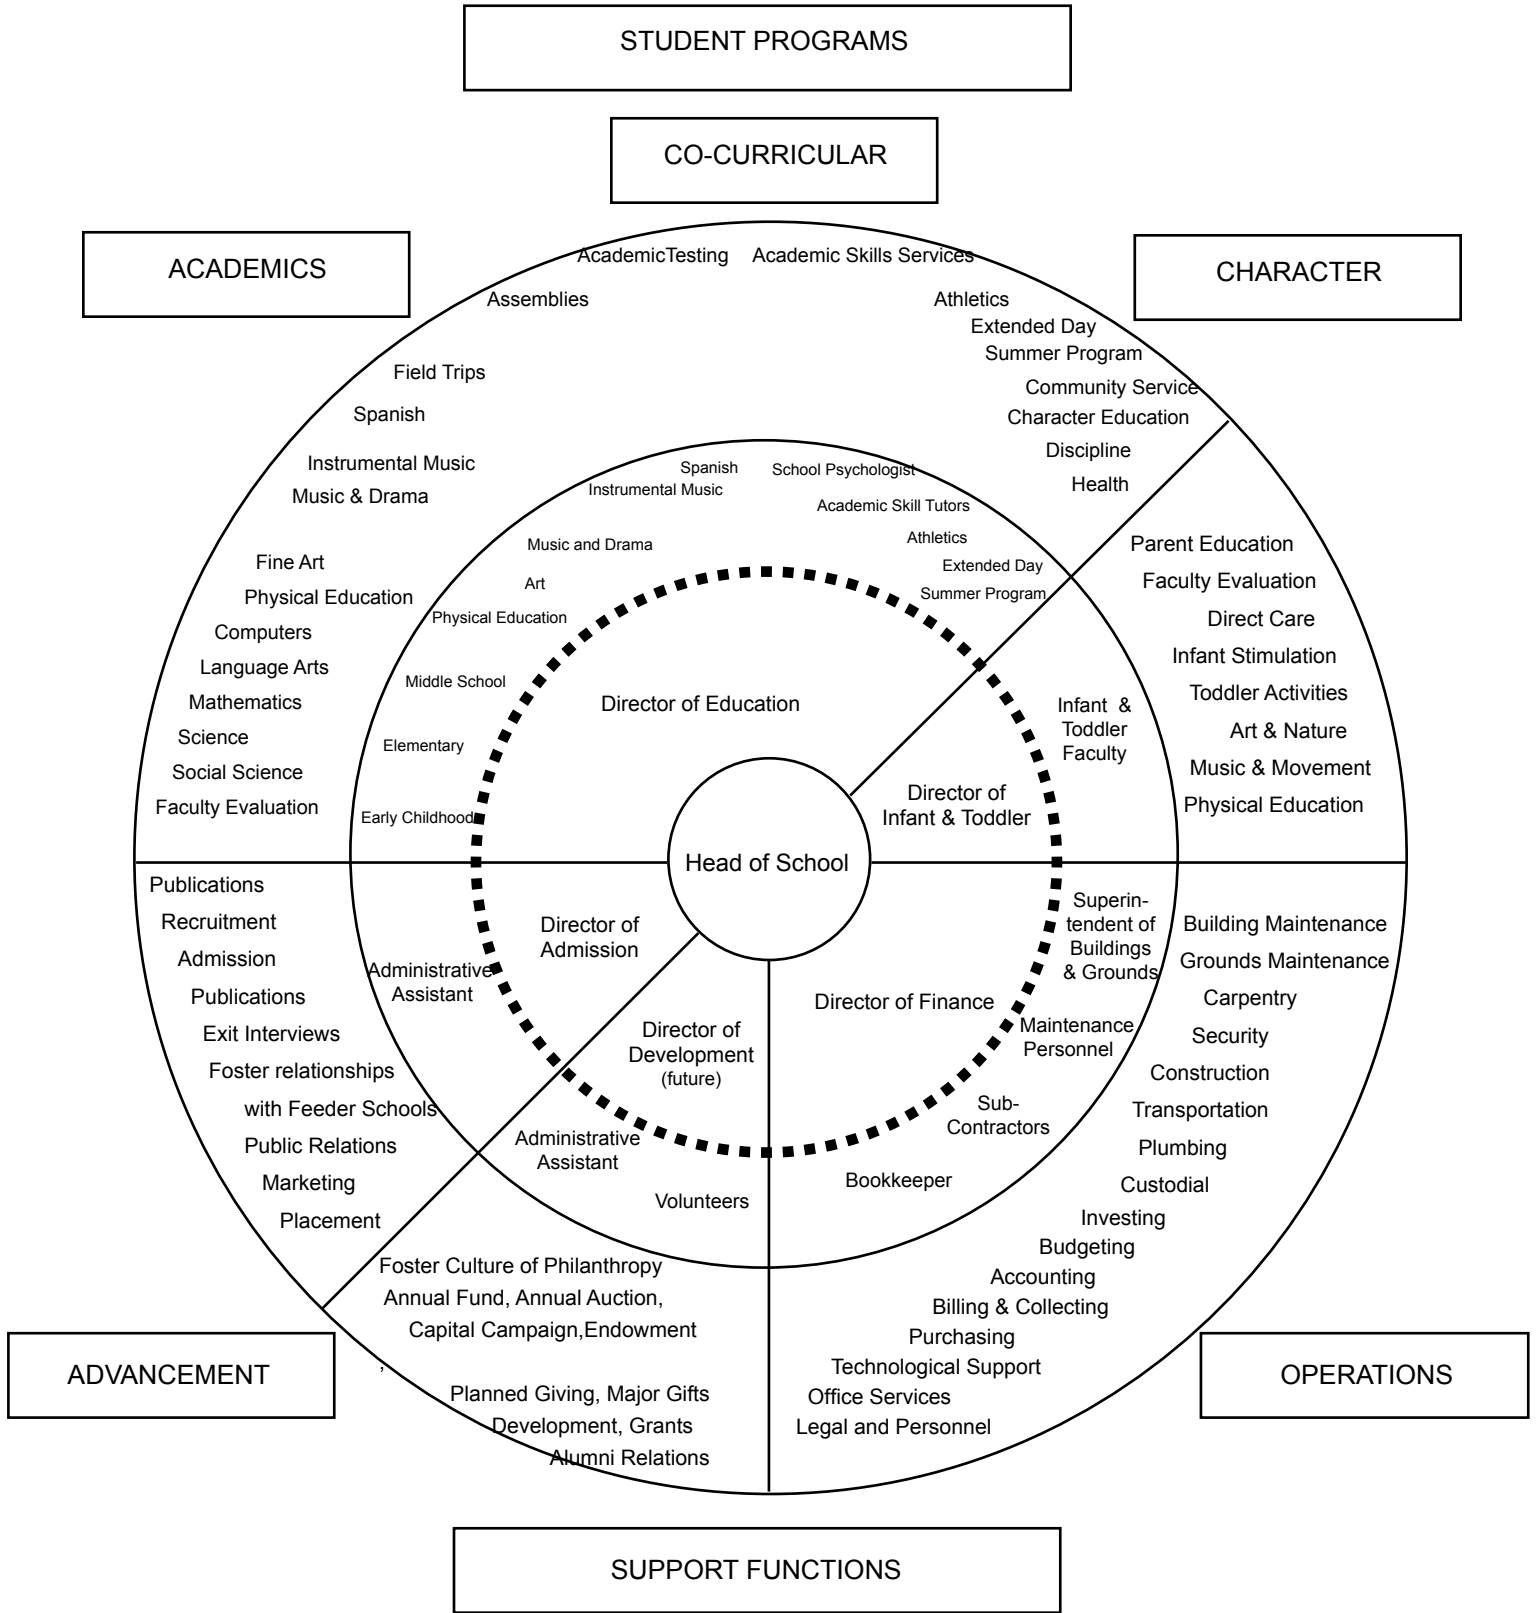 STUDENT PROGRAMS
CO-CURRICULAR
ACADEMICS
CHARACTER
AcademicTesting
Academic Skills Services
Assemblies
Athletics
Extended Day
Summer Program
Community Service
Character Education
Discipline
Health
Field Trips
Spanish
Instrumental Music
Music & Drama
Fine Art
Physical Education
Computers
Language Arts
Mathematics
Science
Social Science
Faculty Evaluation
Spanish
School Psychologist
Instrumental Music
Academic Skill Tutors
Music and Drama
Athletics
Art
Extended Day
Physical Education
Summer Program
Middle School
Elementary
Early Childhood
Director of Education
Parent Education
Faculty Evaluation
Direct Care
Infant Stimulation
Toddler Activities
Art & Nature
Music & Movement
Physical Education
Infant &
Toddler
Faculty
Director of
Infant & Toddler
Head of School
Publications
Recruitment
Admission
Publications
Exit Interviews
Foster relationships
with Feeder Schools
Public Relations
Marketing
Placement
Administrative
Assistant
Director of
Admission
Director of
Development
(future)
Administrative
Assistant
Volunteers
Director of Finance
Superin-
tendent of
Buildings
& Grounds
Maintenance
Personnel
Sub-
Contractors
Bookkeeper
Building Maintenance
Grounds Maintenance
Carpentry
Security
Construction
Transportation
Plumbing
Custodial
Investing
Budgeting
Accounting
Billing & Collecting
Purchasing
Technological Support
Office Services
Legal and Personnel
Foster Culture of Philanthropy
Annual Fund, Annual Auction,
Capital Campaign,Endowment
,
Planned Giving, Major Gifts
Development, Grants
Alumni Relations
ADVANCEMENT
OPERATIONS
SUPPORT FUNCTIONS